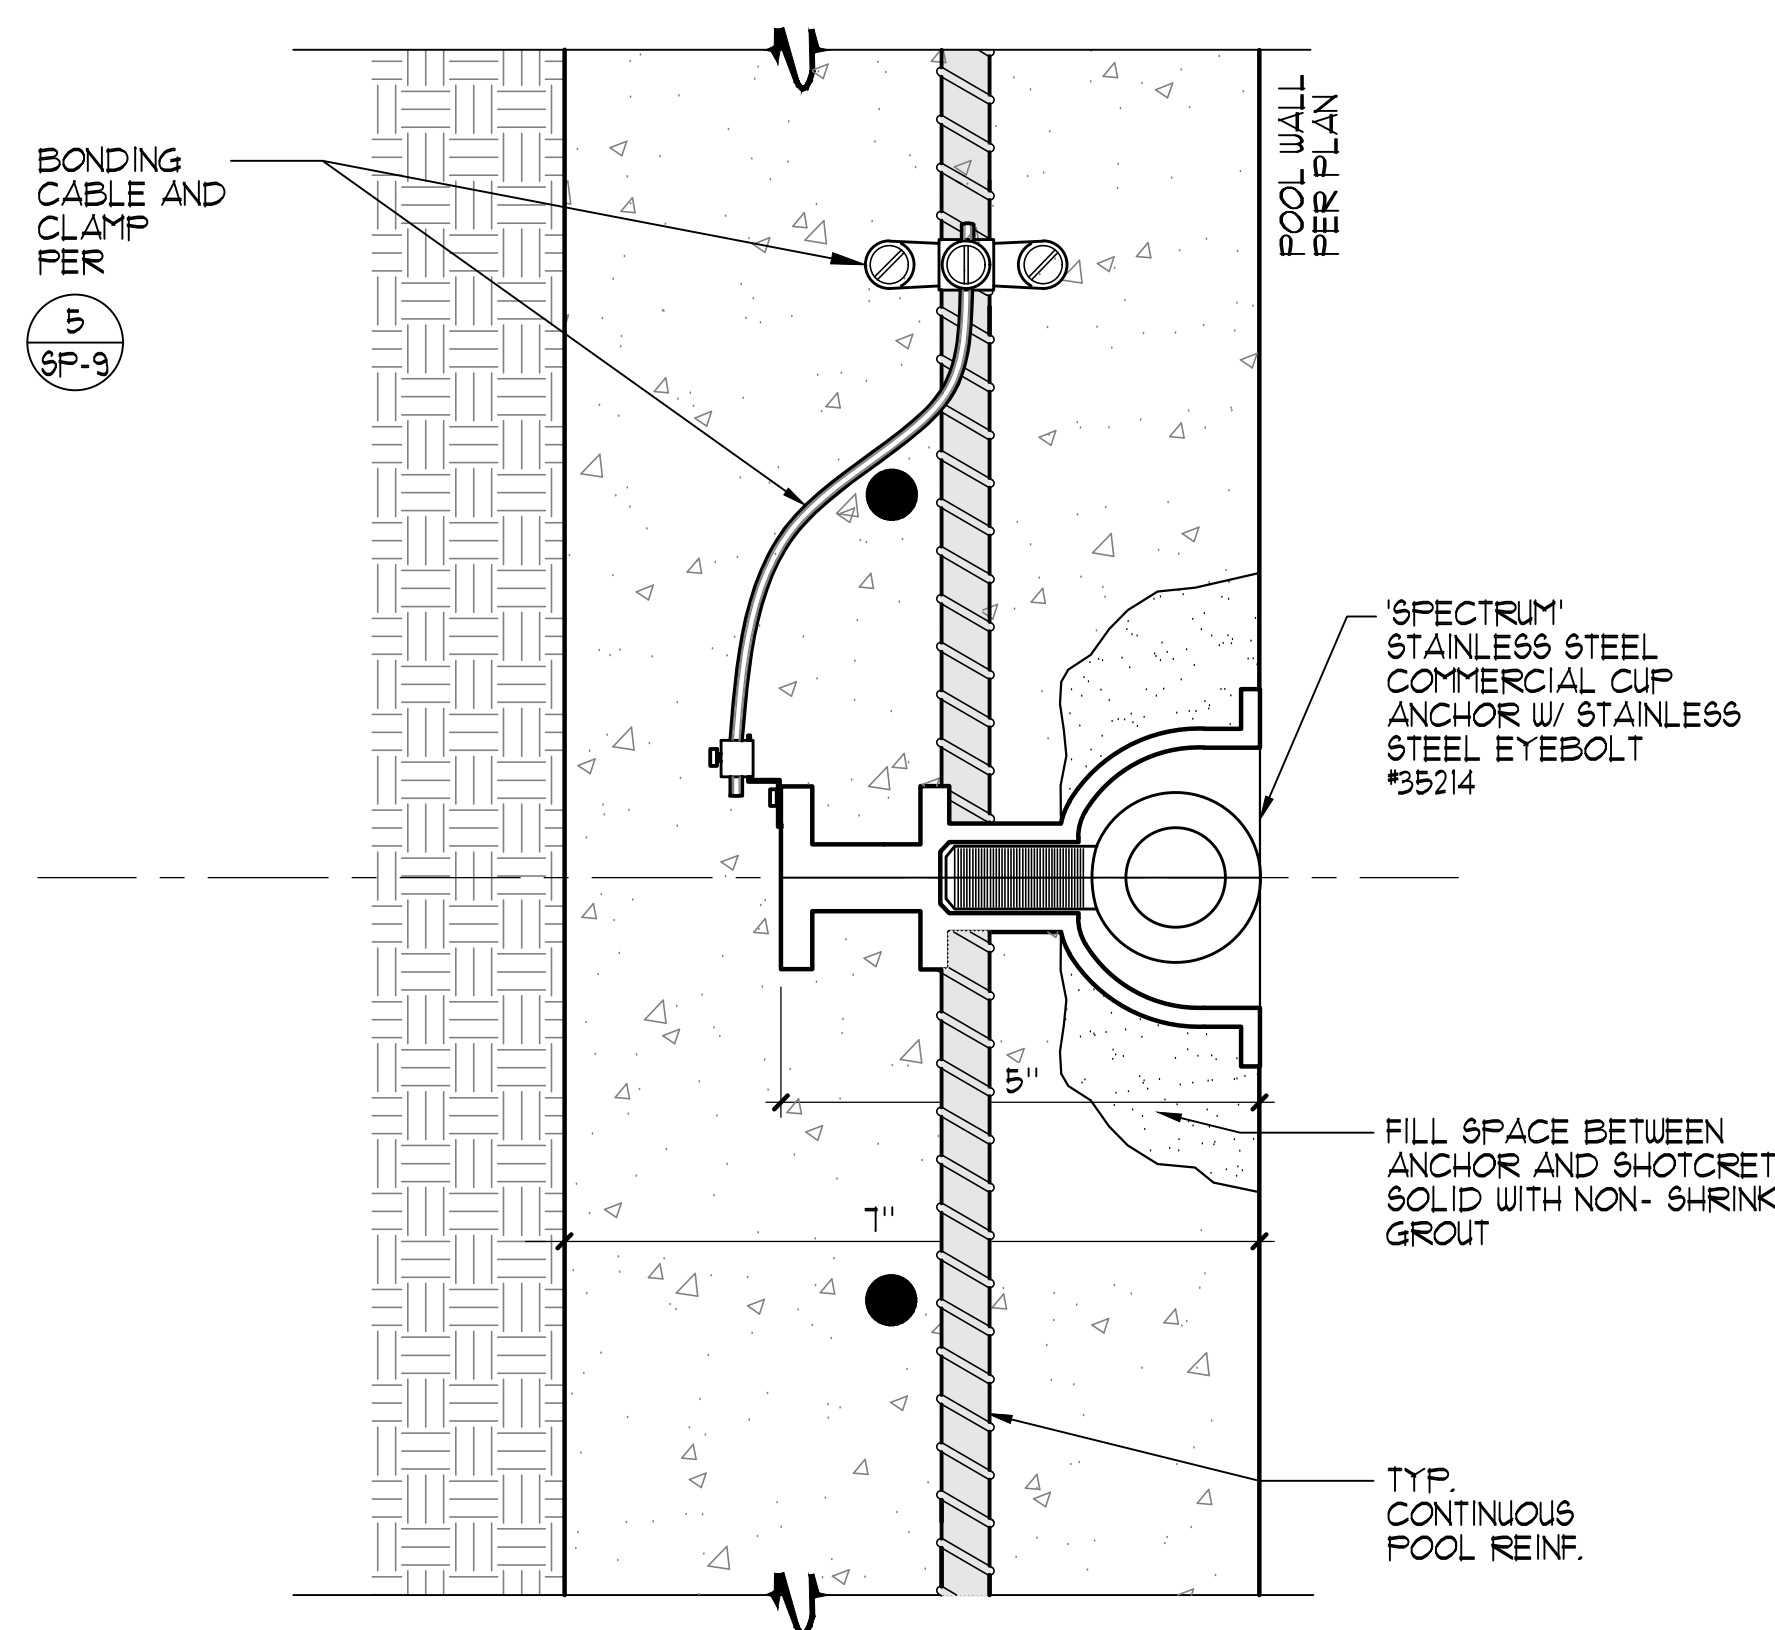 POOL WALL
PER PLAN
BONDING
CABLE AND
CLAMP
PER
5
SP-9
'SPECTRUM'
STAINLESS STEEL
COMMERCIAL CUP
ANCHOR W/ STAINLESS
STEEL EYEBOLT
#35214
5"
FILL SPACE BETWEEN
ANCHOR AND SHOTCRET
SOLID WITH NON- SHRINK
GROUT
7"
TYP.
CONTINUOUS
POOL REINF.